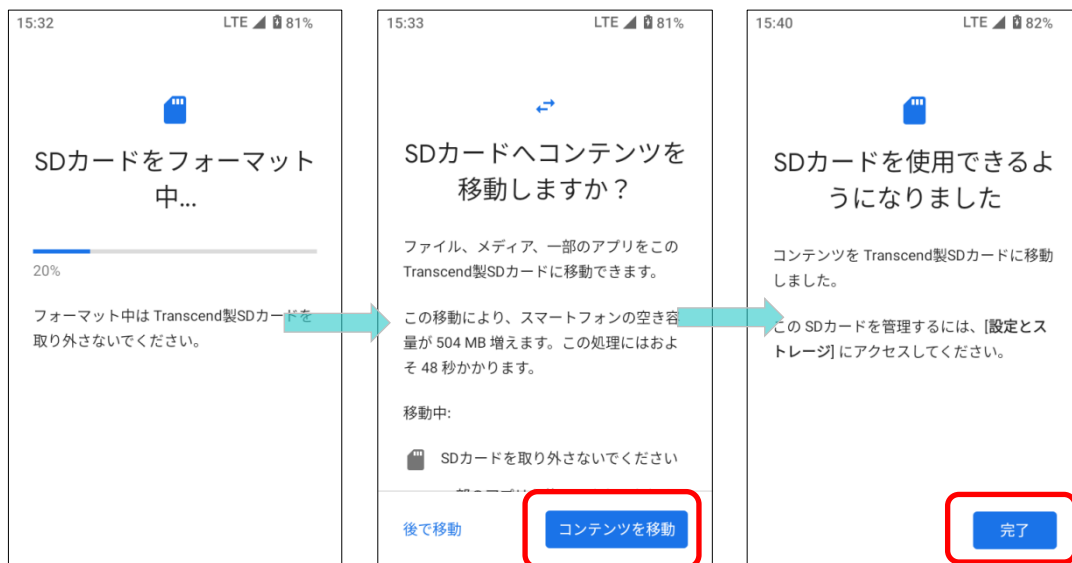 15:32 LTE 81%
SDカードをフォーマット
中...
20%
フォーマット中は Transcend製SDカードを
取り外さないでください。
15:33 LTE 81%
SDカードへコンテンツを
移動しますか？
ファイル、メディア、一部のアプリをこの
Transcend製SDカードに移動できます。
この移動により、スマートフォンの空き容
量が 504 MB 増えます。この処理にはおよ
そ 48 秒かかります。
移動中:
SDカードを取り外さないでください
後で移動
コンテンツを移動
15:40 LTE 82%
SDカードを使用できるよ
うになりました
コンテンツを Transcend製SDカードに移動
しました。
この SDカードを管理するには、[設定とス
トレージ] にアクセスしてください。
完了